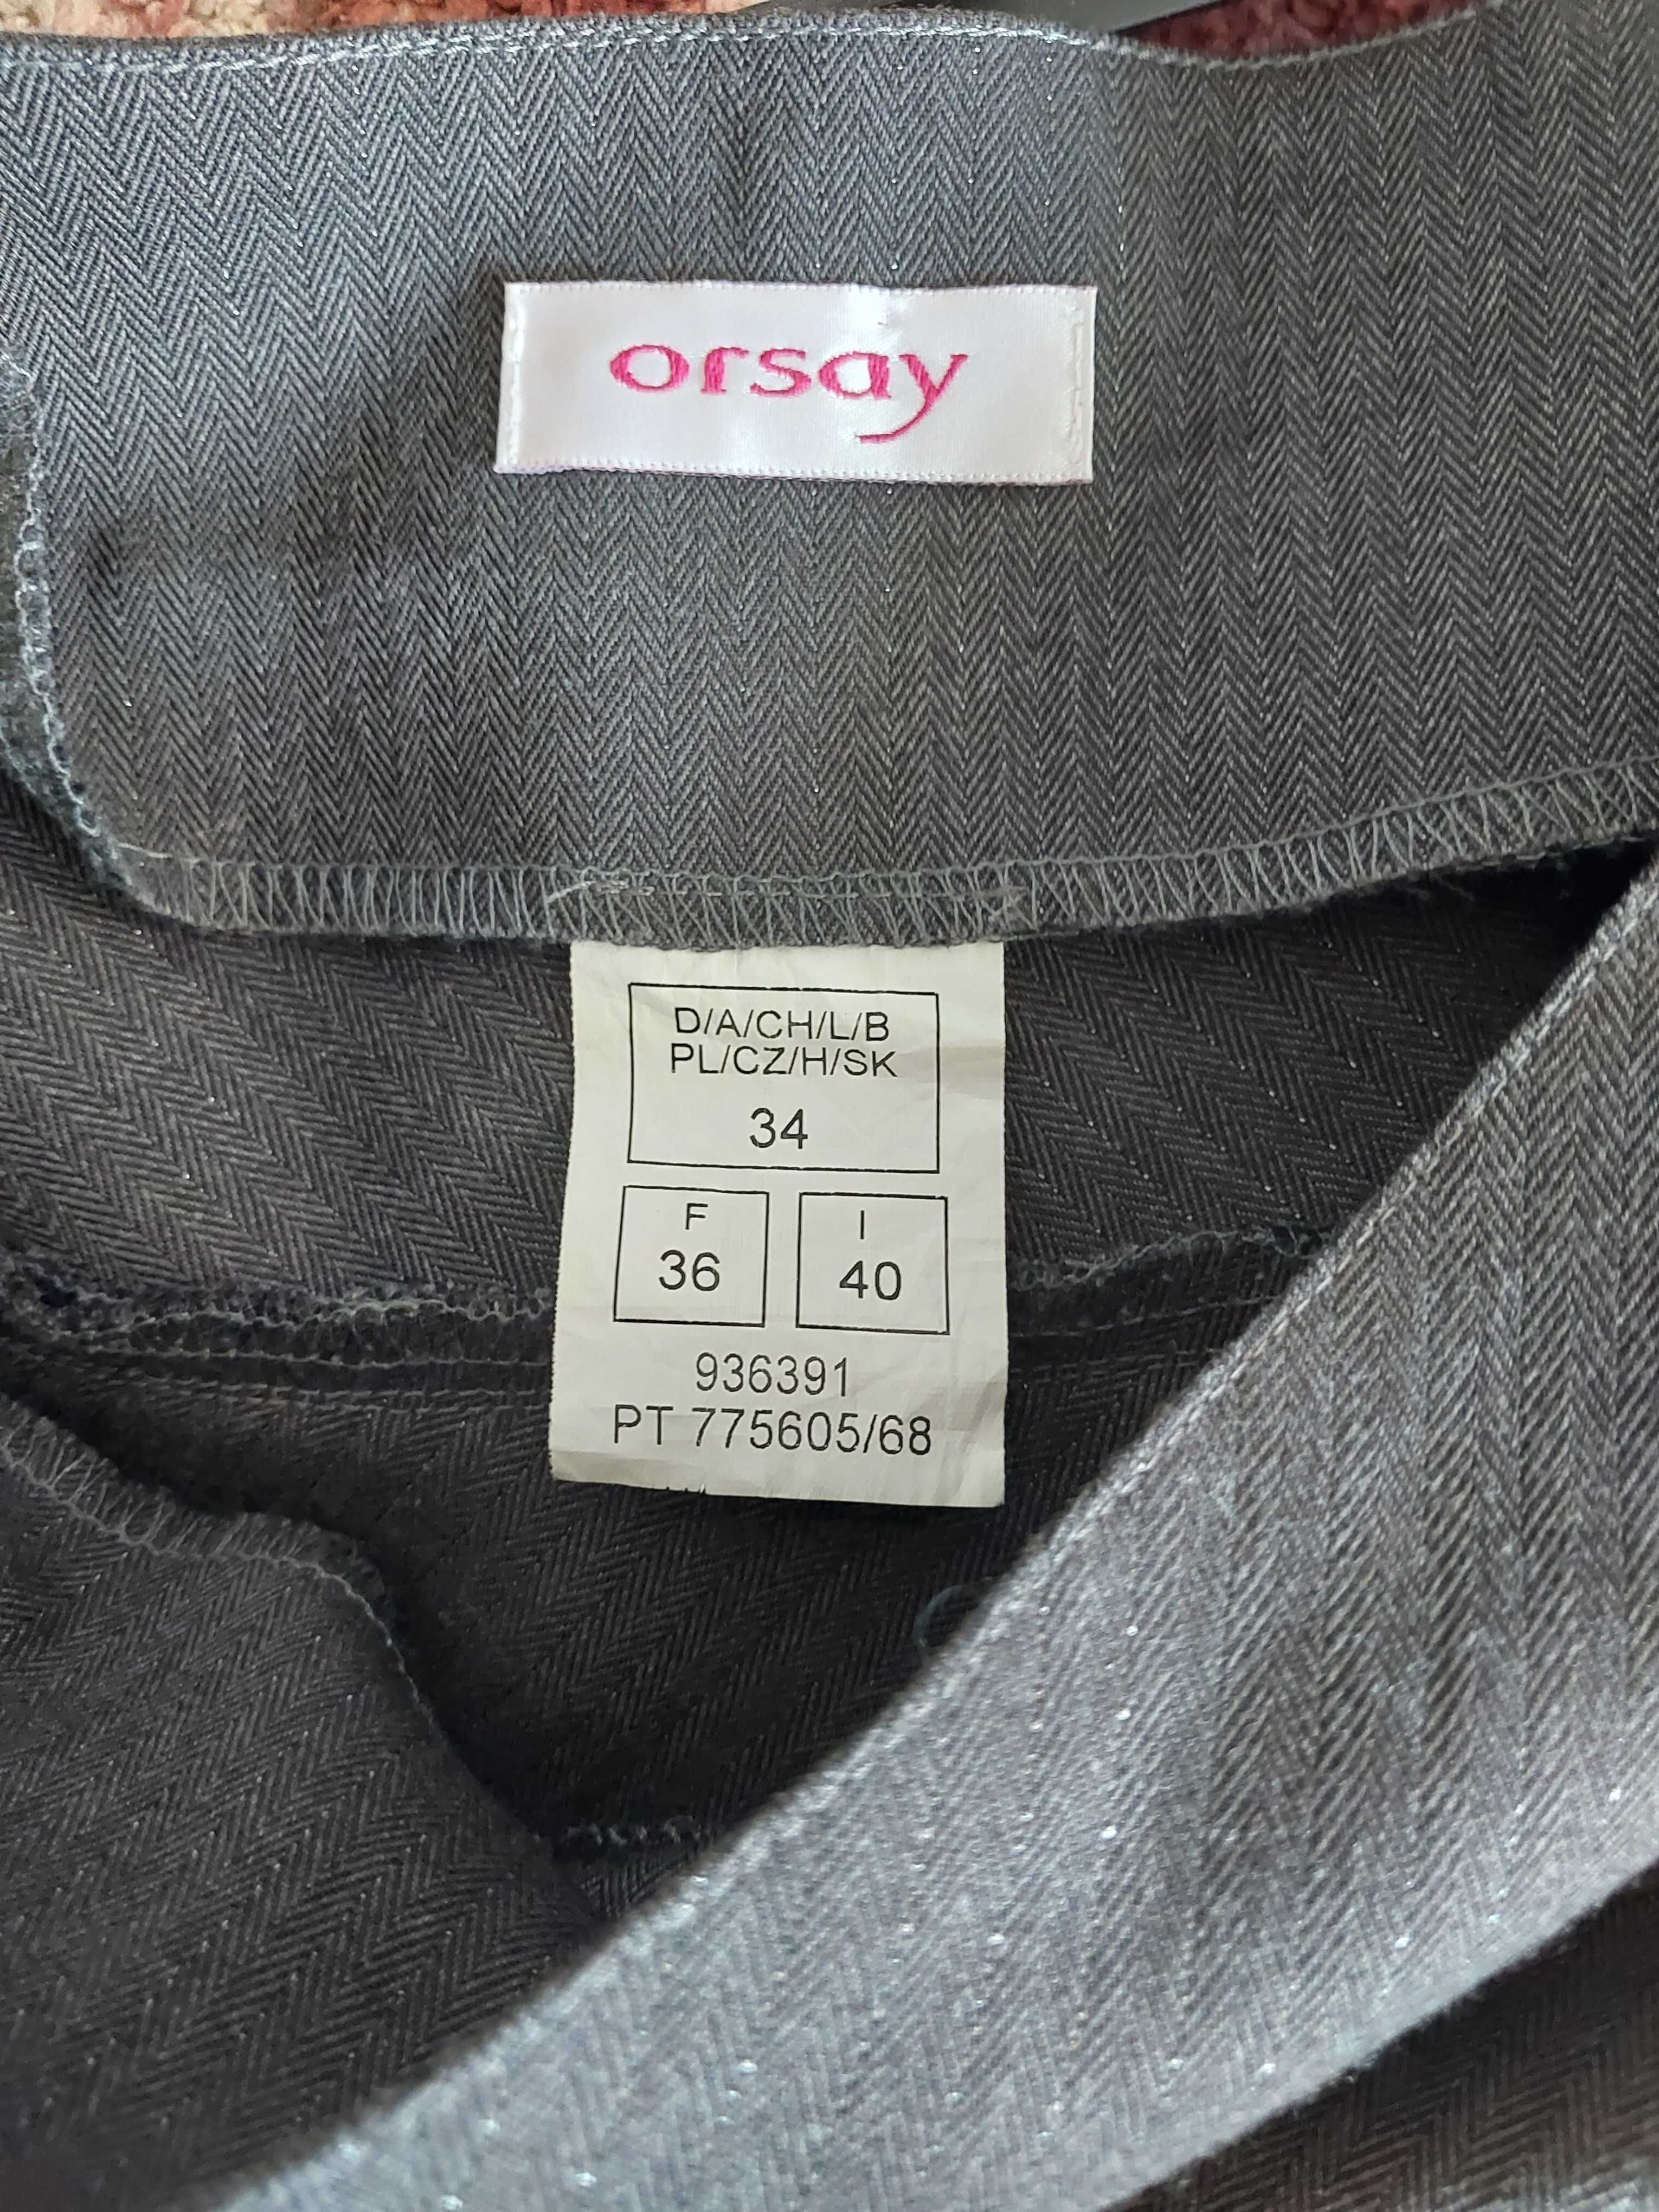 orsay
D/A/CH/L/B
PL/CZ/H/SK
34
F
36
I
40
936391
PT 775605/68